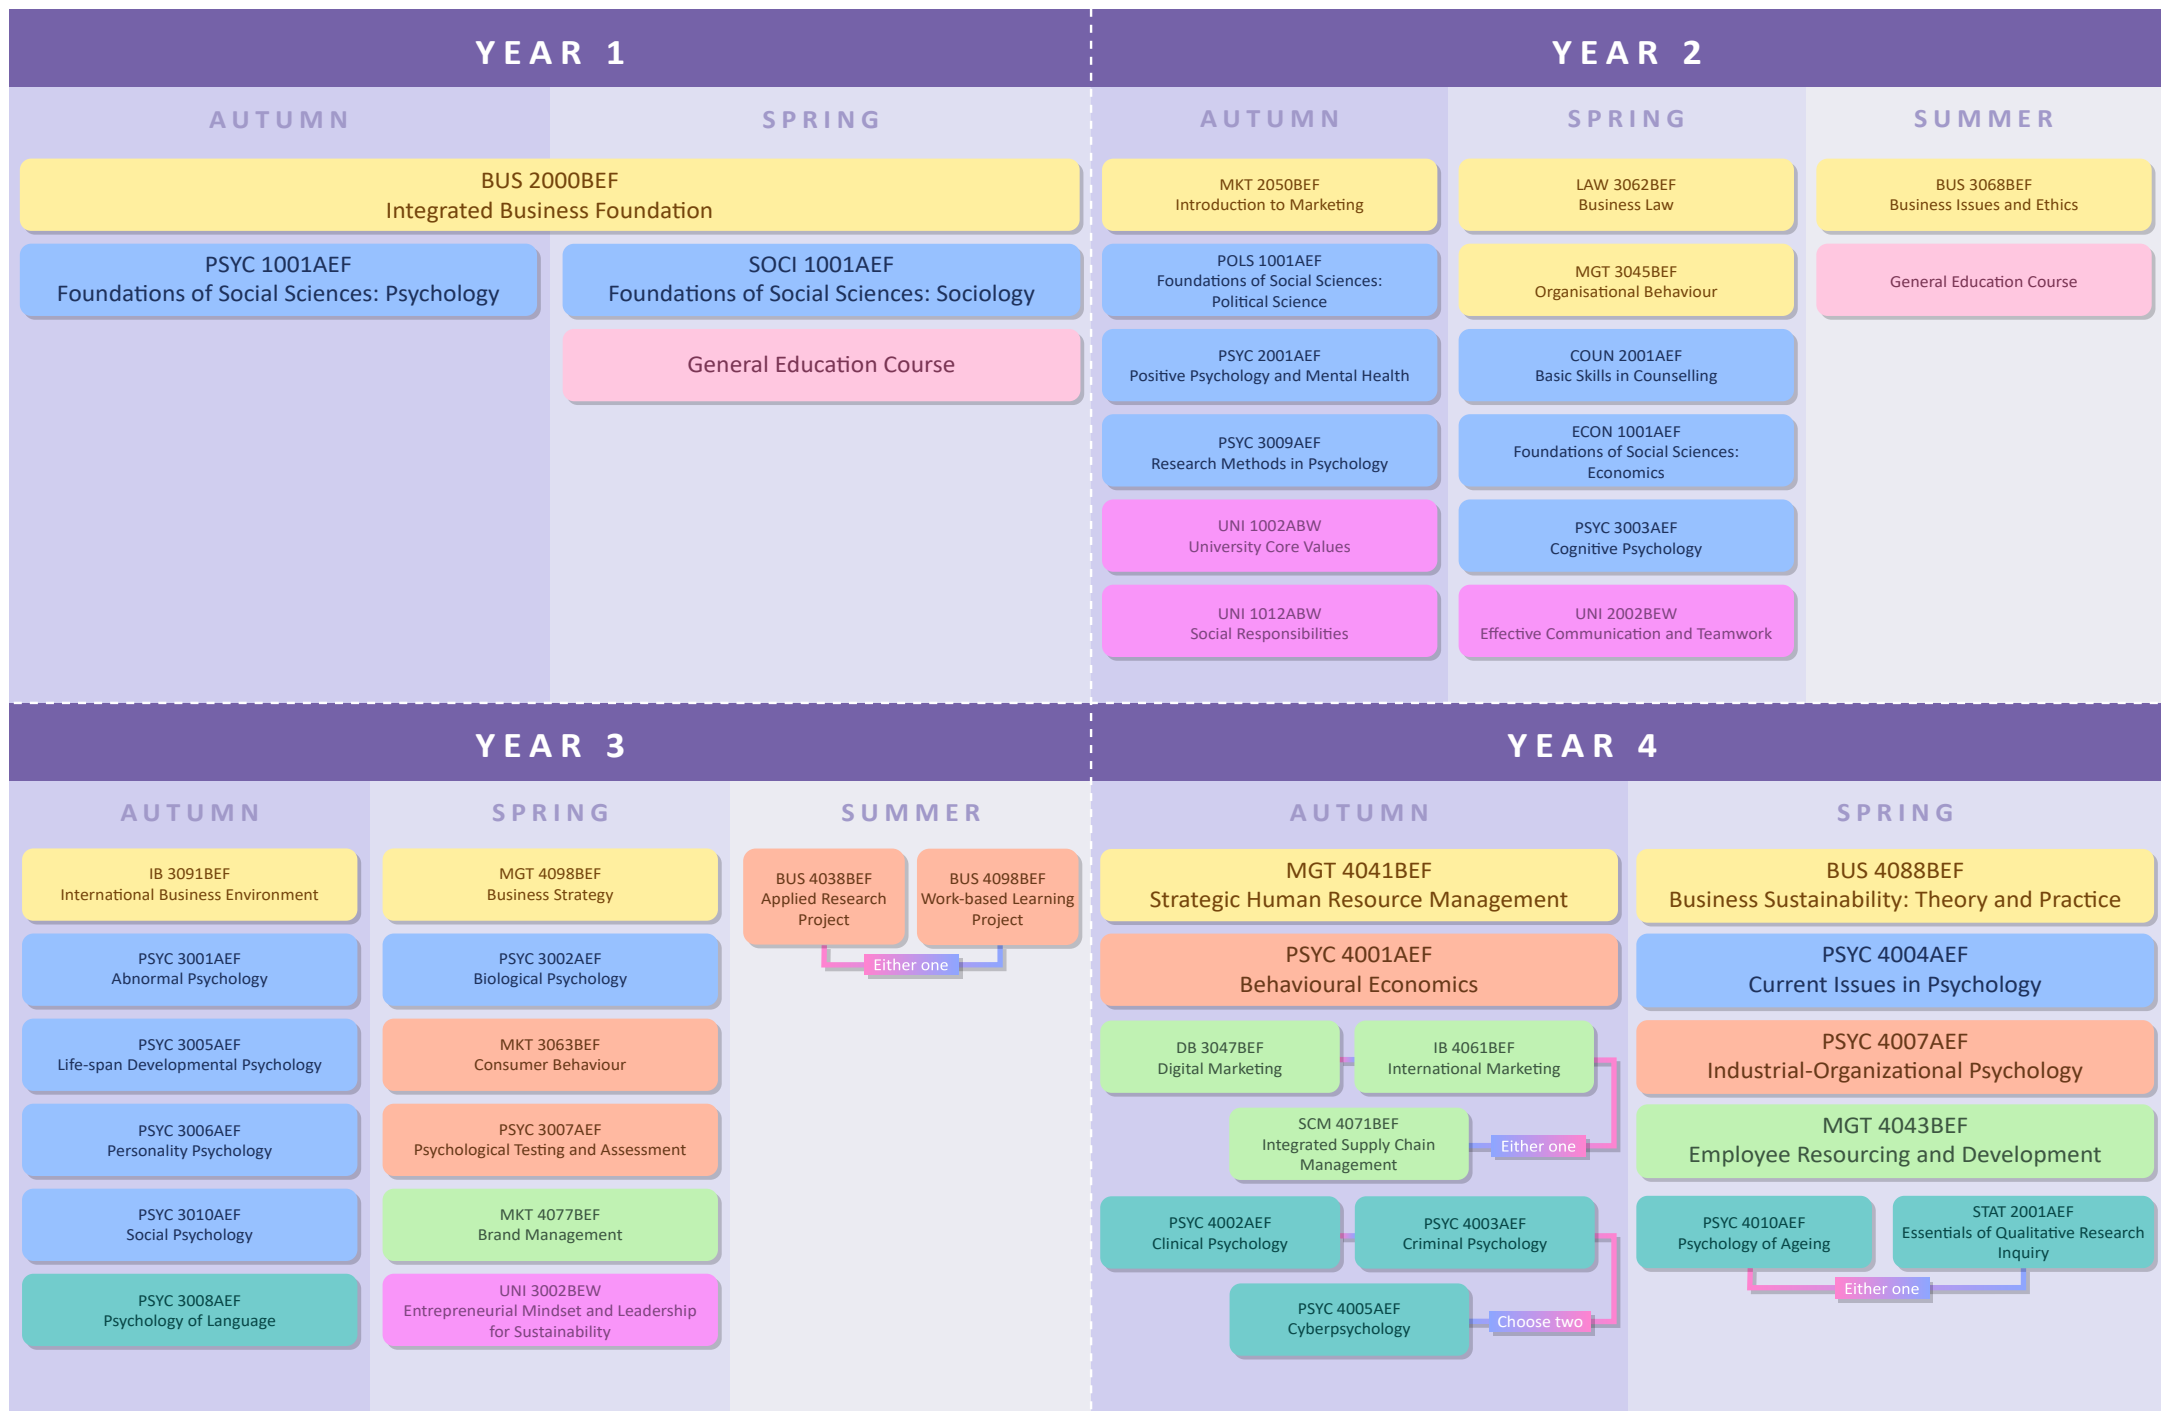 YEAR 1
AUTUMN
SPRING
BUS 2000BEF
Integrated Business Foundation
PSYC 1001AEF
Foundations of Social Sciences: Psychology
SOCI 1001AEF
Foundations of Social Sciences: Sociology
General Education Course
YEAR 2
AUTUMN
SPRING
SUMMER
MKT 2050BEF
Introduction to Marketing
POLS 1001AEF
Foundations of Social Sciences:
Political Science
PSYC 2001AEF
Positive Psychology and Mental Health
PSYC 3009AEF
Research Methods in Psychology
UNI 1002ABW
University Core Values
UNI 1012ABW
Social Responsibilities
LAW 3062BEF
Business Law
MGT 3045BEF
Organisational Behaviour
COUN 2001AEF
Basic Skills in Counselling
ECON 1001AEF
Foundations of Social Sciences:
Economics
PSYC 3003AEF
Cognitive Psychology
UNI 2002BEW
Effective Communication and Teamwork
BUS 3068BEF
Business Issues and Ethics
General Education Course
YEAR 3
AUTUMN
SPRING
SUMMER
IB 3091BEF
International Business Environment
PSYC 3001AEF
Abnormal Psychology
PSYC 3005AEF
Life-span Developmental Psychology
PSYC 3006AEF
Personality Psychology
PSYC 3010AEF
Social Psychology
PSYC 3008AEF
Psychology of Language
MGT 4098BEF
Business Strategy
PSYC 3002AEF
Biological Psychology
MKT 3063BEF
Consumer Behaviour
PSYC 3007AEF
Psychological Testing and Assessment
MKT 4077BEF
Brand Management
UNI 3002BEW
Entrepreneurial Mindset and Leadership
for Sustainability
BUS 4038BEF
Applied Research
Project
BUS 4098BEF
Work-based Learning
Project
Either one
YEAR 4
AUTUMN
SPRING
MGT 4041BEF
Strategic Human Resource Management
PSYC 4001AEF
Behavioural Economics
DB 3047BEF
Digital Marketing
IB 4061BEF
International Marketing
SCM 4071BEF
Integrated Supply Chain
Management
Either one
PSYC 4002AEF
Clinical Psychology
PSYC 4003AEF
Criminal Psychology
PSYC 4005AEF
Cyberpsychology
Choose two
BUS 4088BEF
Business Sustainability: Theory and Practice
PSYC 4004AEF
Current Issues in Psychology
PSYC 4007AEF
Industrial-Organizational Psychology
MGT 4043BEF
Employee Resourcing and Development
PSYC 4010AEF
Psychology of Ageing
STAT 2001AEF
Essentials of Qualitative Research
Inquiry
Either one